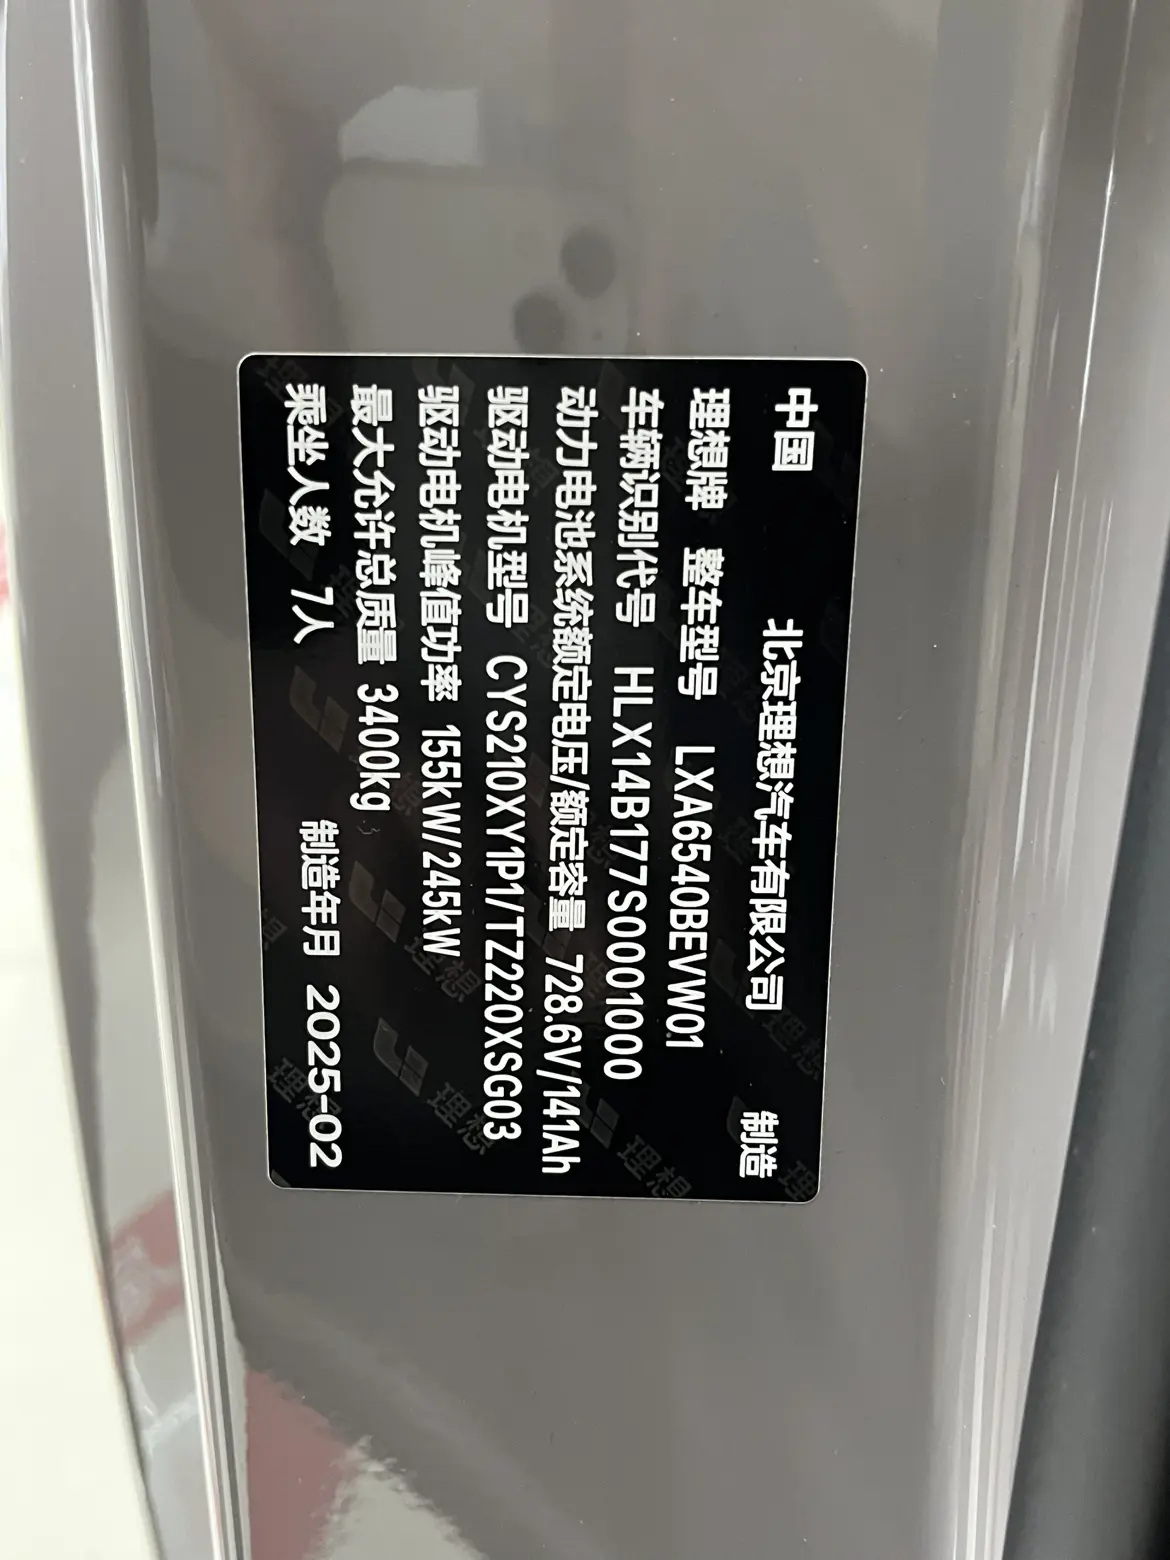 中国 北京理想汽车有限公司 制造
理想牌 整车型号 LXA6540BEVW01
车辆识别代号 HLX14B177S0001000
动力电池系统额定电压/额定容量 728.6V/141Ah
驱动电机型号 CYS210XY1P1/TZ220XSG03
驱动电机峰值功率 155kW/245kW
最大允许总质量 3400kg
乘坐人数 7人 制造年月 2025-02